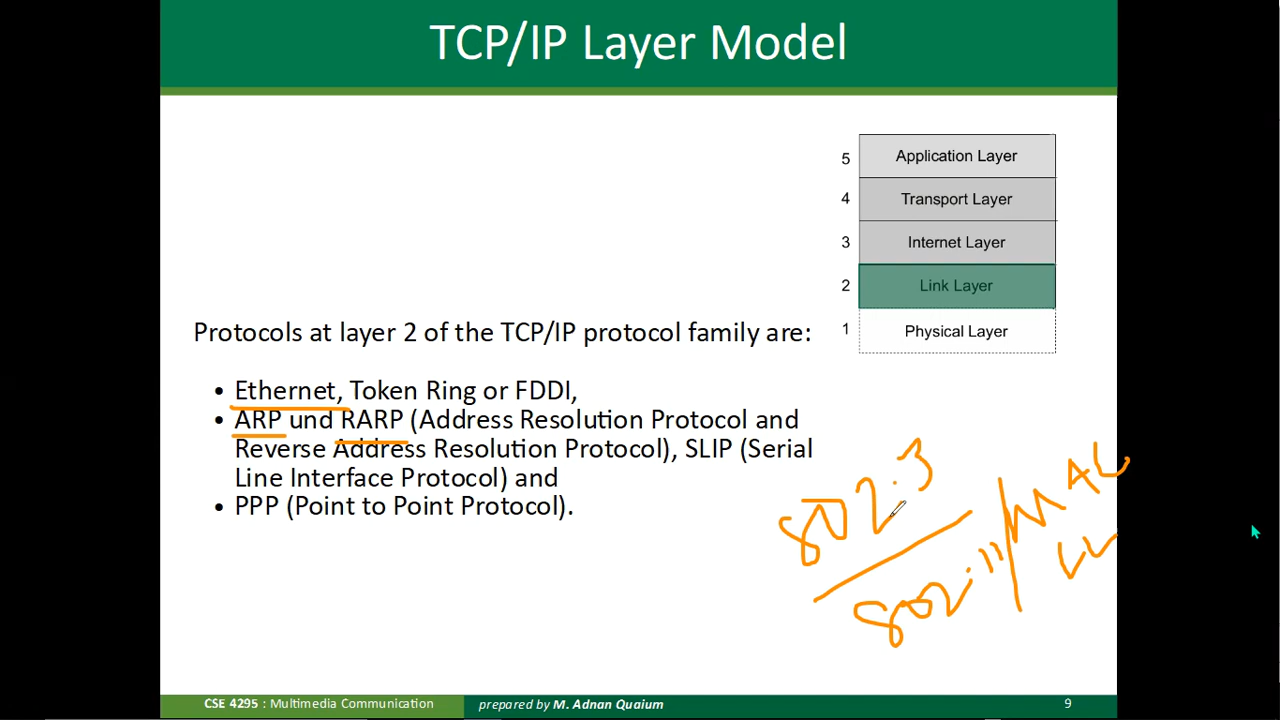 TCP/IP Layer Model
5 Application Layer
4 Transport Layer
3 Internet Layer
2 Link Layer
1 Physical Layer
Protocols at layer 2 of the TCP/IP protocol family are:
• Ethernet, Token Ring or FDDI,
• ARP und RARP (Address Resolution Protocol and
Reverse Address Resolution Protocol), SLIP (Serial
Line Interface Protocol) and
• PPP (Point to Point Protocol).
802.3
802.11
MAC
CSE 4295 : Multimedia Communication
prepared by M. Adnan Quaium
9